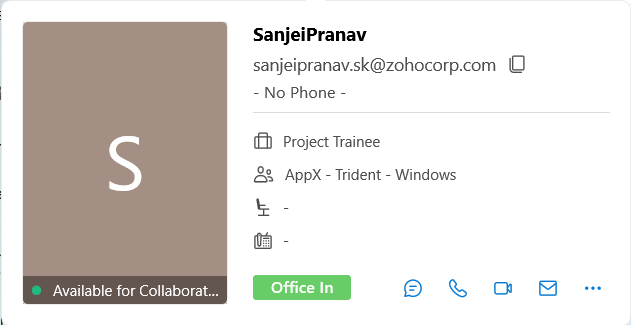 SanjeiPranav
sanjeipranav.sk@zohocorp.com
- No Phone -
S
Project Trainee
AppX - Trident - Windows
-
-
Available for Collaborat...
Office In